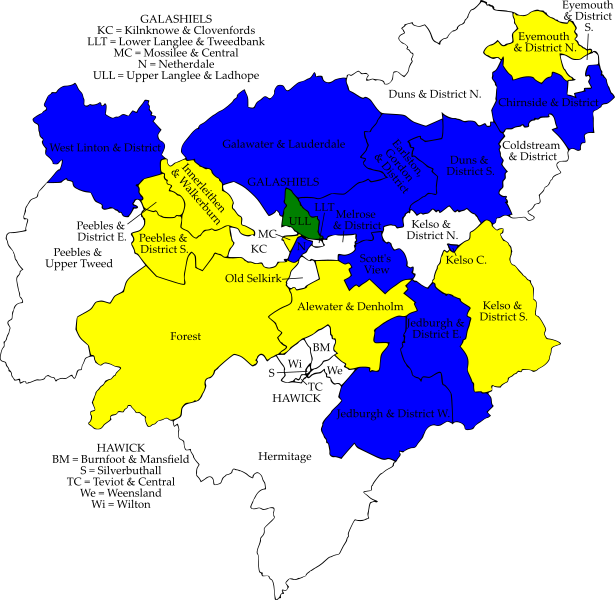 GALASHIELS
KC = Kilnknowe & Clovenfords
LLT = Lower Langlee & Tweedbank
MC = Mossilee & Central
N = Netherdale
ULL = Upper Langlee & Ladhope
Eyemouth
& District
S.
Eyemouth
& District N.
Duns & District N.
Chirnside & District
West Linton & District
Galawater & Lauderdale
Earlston,
Gordon
& District
Coldstream
& District
Duns &
District S.
Innerleithen
& Walkerburn
GALASHIELS
LLT
ULL
Melrose
& District
Peebles &
District E.
Kelso &
District N.
MC
KC
N
Peebles &
District S.
Peebles &
Upper Tweed
Scott's
View
Kelso C.
Old Selkirk
Alewater & Denholm
Kelso &
District S.
Forest
Jedburgh &
District E.
BM
Wi
S
We
TC
HAWICK
Jedburgh & District W.
Hermitage
HAWICK
BM = Burnfoot & Mansfield
S = Silverbuthall
TC = Teviot & Central
We = Weensland
Wi = Wilton